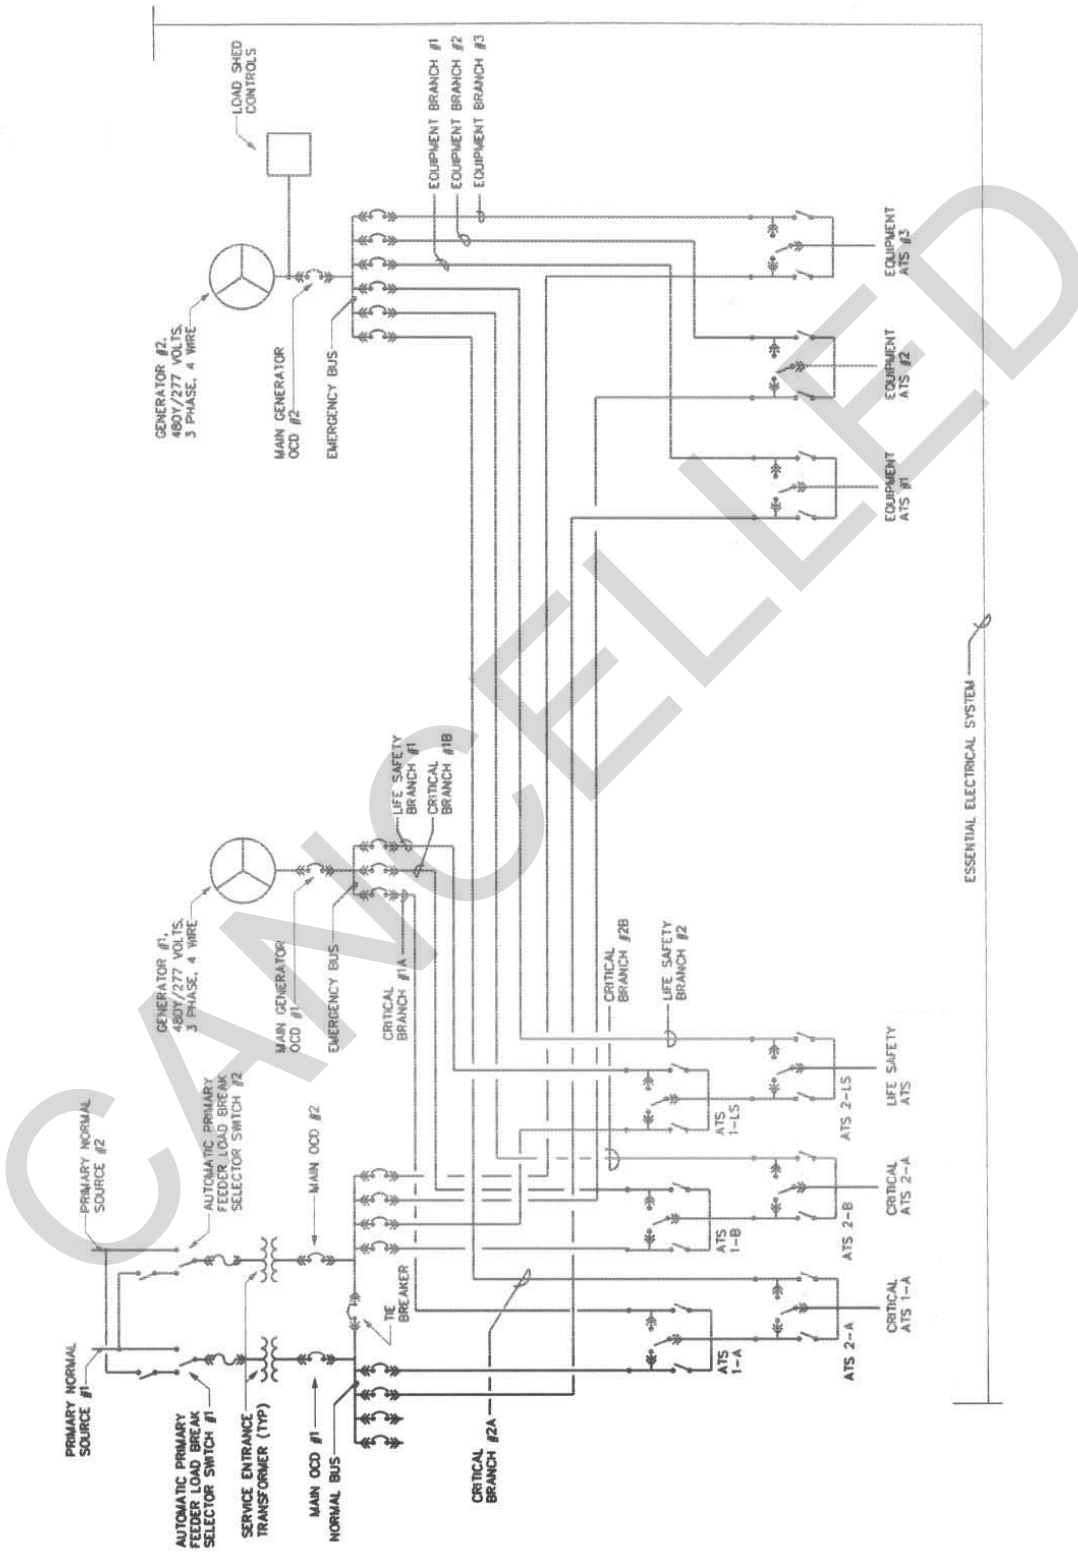 PRIMARY NORMAL
SOURCE #1
PRIMARY NORMAL
SOURCE #2
AUTOMATIC PRIMARY
FEEDER LOAD BREAK
SELECTOR SWITCH #1
AUTOMATIC PRIMARY
FEEDER LOAD BREAK
SELECTOR SWITCH #2
SERVICE ENTRANCE
TRANSFORMER (TYP)
MAIN OCD #1
NORMAL BUS
MAIN OCD #2
TIE
BREAKER
GENERATOR #1,
480Y/277 VOLTS,
3 PHASE, 4 WIRE
MAIN GENERATOR
OCD #1
EMERGENCY BUS
CRITICAL
BRANCH #1A
LIFE SAFETY
BRANCH #1
CRITICAL
BRANCH #1B
GENERATOR #2,
480Y/277 VOLTS,
3 PHASE, 4 WIRE
MAIN GENERATOR
OCD #2
EMERGENCY BUS
LOAD SHED
CONTROLS
EQUIPMENT BRANCH #1
EQUIPMENT BRANCH #2
EQUIPMENT BRANCH #3
CRITICAL
BRANCH #2A
CRITICAL
BRANCH #2B
LIFE SAFETY
BRANCH #2
ATS
1-A
ATS
1-B
ATS
1-LS
ATS 2-A
ATS 2-B
ATS 2-LS
CRITICAL
ATS 1-A
CRITICAL
ATS 2-A
LIFE SAFETY
ATS
EQUIPMENT
ATS #1
EQUIPMENT
ATS #2
EQUIPMENT
ATS #3
ESSENTIAL ELECTRICAL SYSTEM
CANCELLED